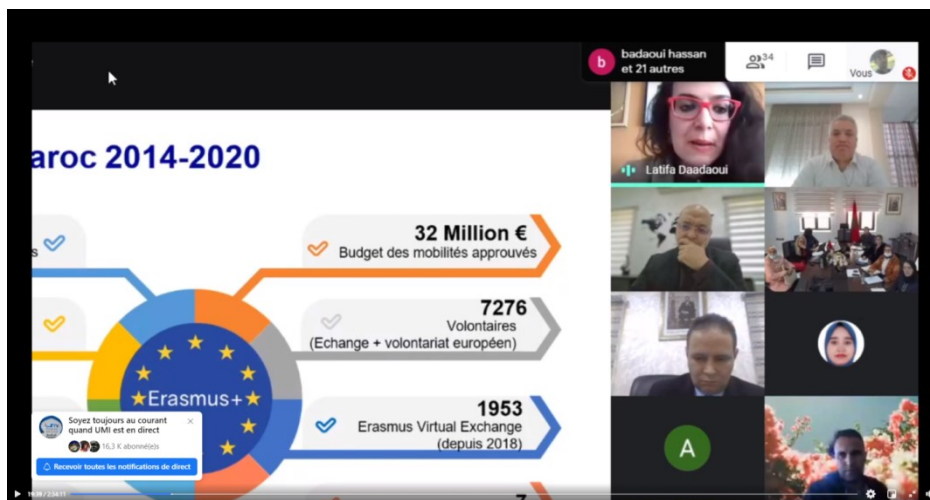 badaoui hassan
et 21 autres
34
Vous
b
Latifa Daadaoui
aroc 2014-2020
s
32 Million €
Budget des mobilités approuvés
7276
Volontaires
(Echange + volontariat européen)
Erasmus+
1953
Erasmus Virtual Exchange
(depuis 2018)
A
Soyez toujours au courant
quand UMI est en direct
16,3 K abonné(e)s
Recevoir toutes les notifications de direct